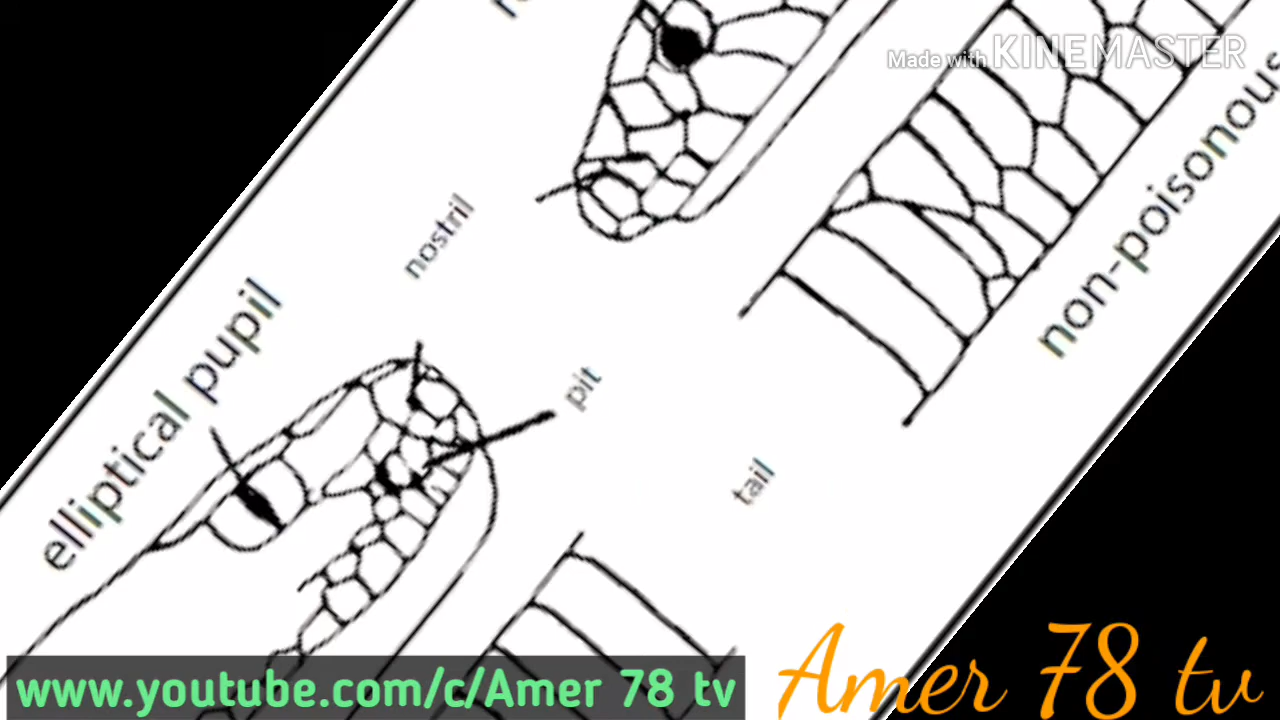 Made with KINEMASTER
non-poisonous
nostril
elliptical pupil
pit
tail
www.youtube.com/c/Amer 78 tv
Amer 78 tv